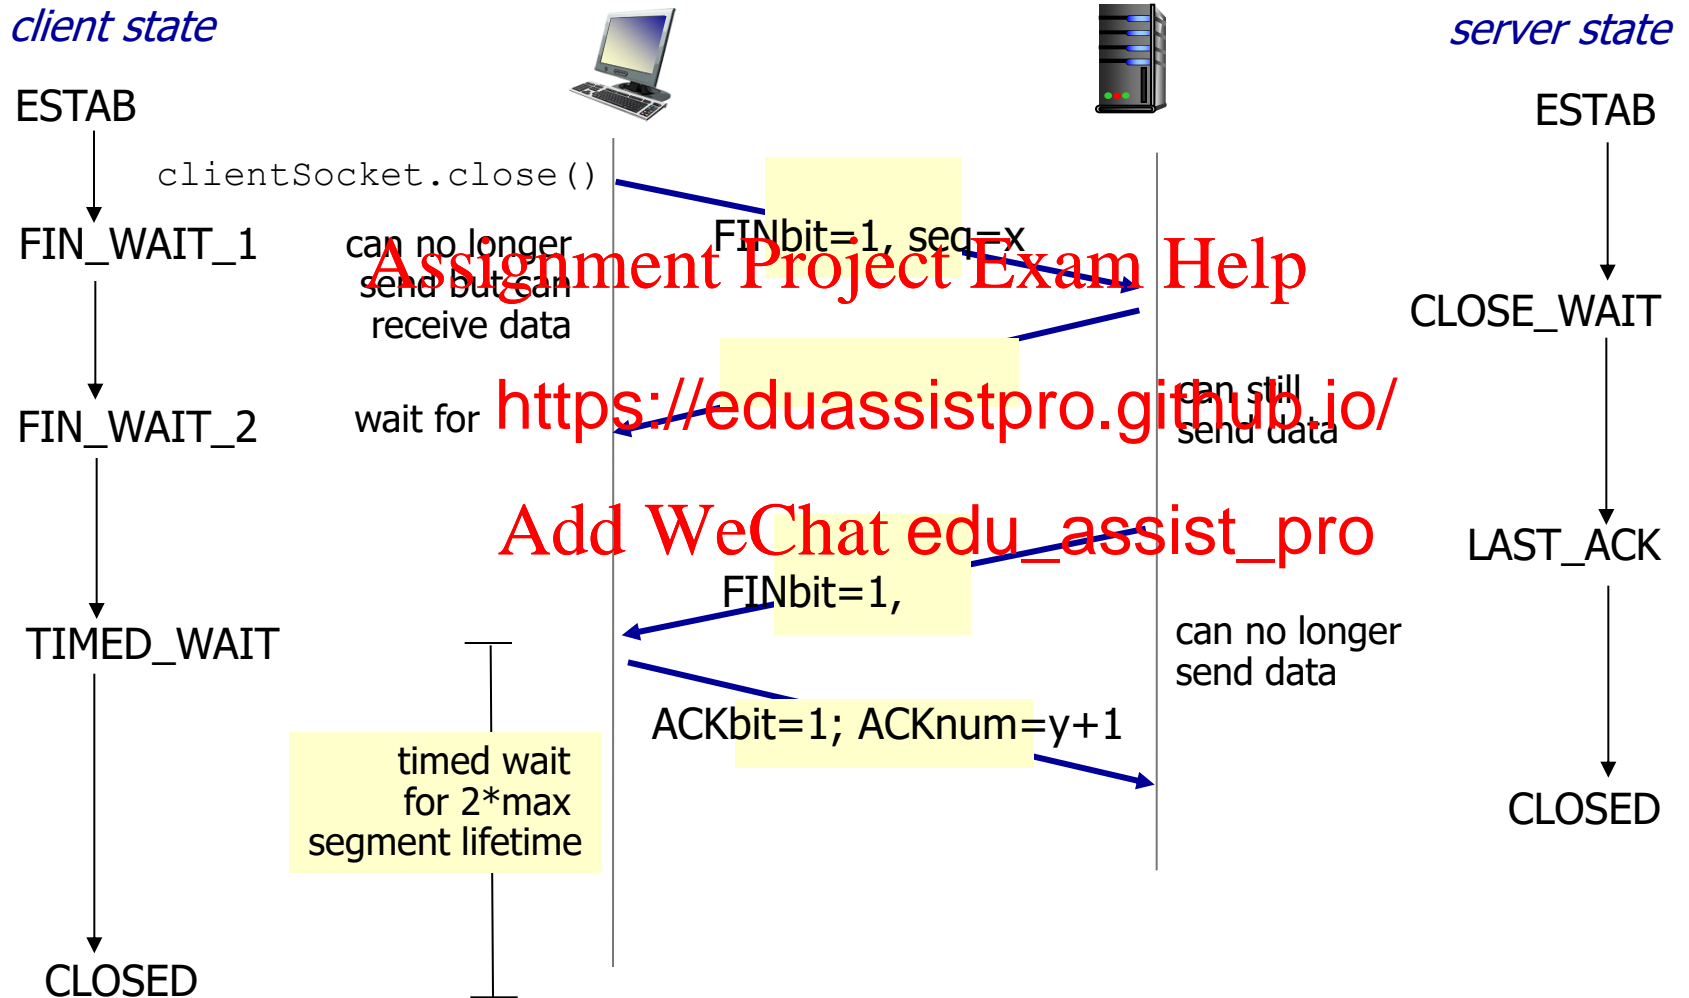 client state
server state
ESTAB
ESTAB
clientSocket.close()
FINbit=1, seq=x
FIN_WAIT_1
can no longer
send but can
receive data
Assignment Project Exam Help
CLOSE_WAIT
FIN_WAIT_2
wait for
https://eduassistpro.github.io/
can still
send data
Add WeChat edu_assist_pro
LAST_ACK
FINbit=1,
TIMED_WAIT
can no longer
send data
ACKbit=1; ACKnum=y+1
timed wait
for 2*max
segment lifetime
CLOSED
CLOSED